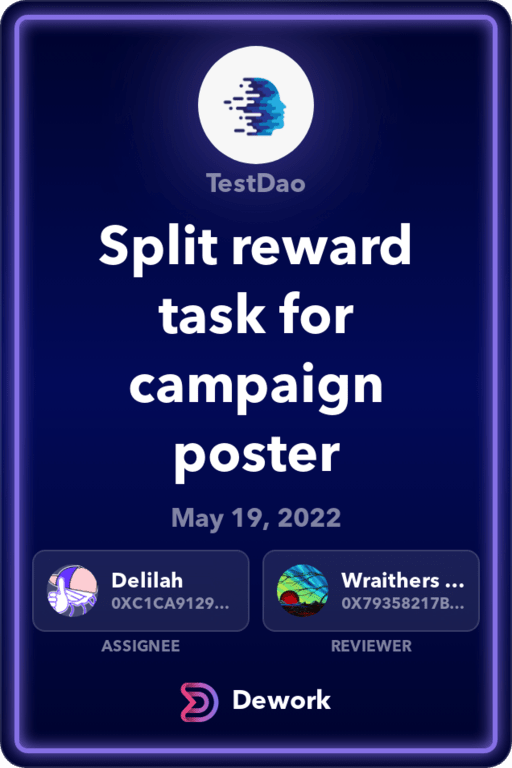 TestDao
Split reward
task for
campaign
poster
May 19, 2022
Delilah
0XC1CA9129...
ASSIGNEE
Wraithers ...
0X79358217B...
REVIEWER
Dework